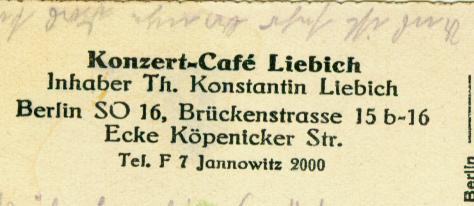 Konzert-Café Liebich
Inhaber Th. Konstantin Liebich
Berlin SO 16, Brückenstrasse 15 b-16
Ecke Köpenicker Str.
Tel. F 7 Jannowitz 2000
Berlin